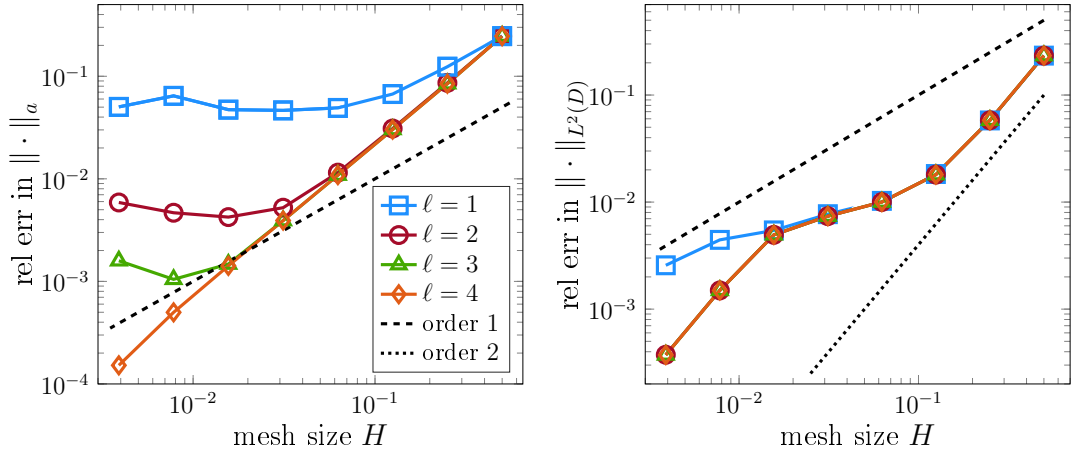 10^{-1}
10^{-2}
10^{-3}
10^{-4}
rel err in ‖ · ‖_a
10^{-2}
10^{-1}
mesh size H
ℓ = 1
ℓ = 2
ℓ = 3
ℓ = 4
order 1
order 2
10^{-1}
10^{-2}
10^{-3}
rel err in ‖ · ‖_{L^2(D)}
10^{-2}
10^{-1}
mesh size H